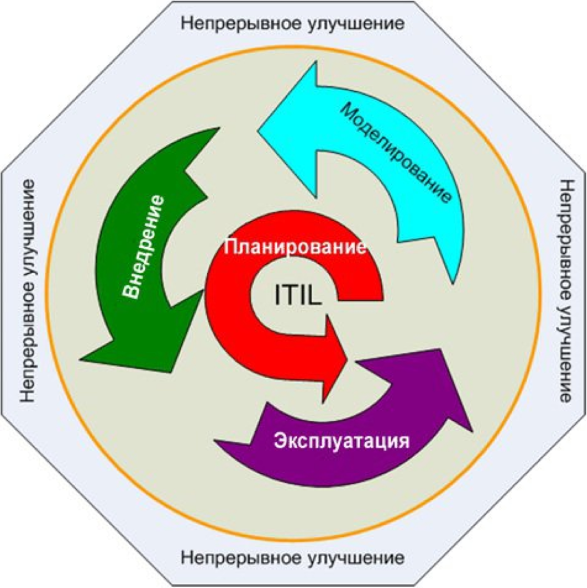 Непрерывное улучшение
Моделирование
Непрерывное улучшение
Внедрение
Планирование
ITIL
Непрерывное улучшение
Эксплуатация
Непрерывное улучшение